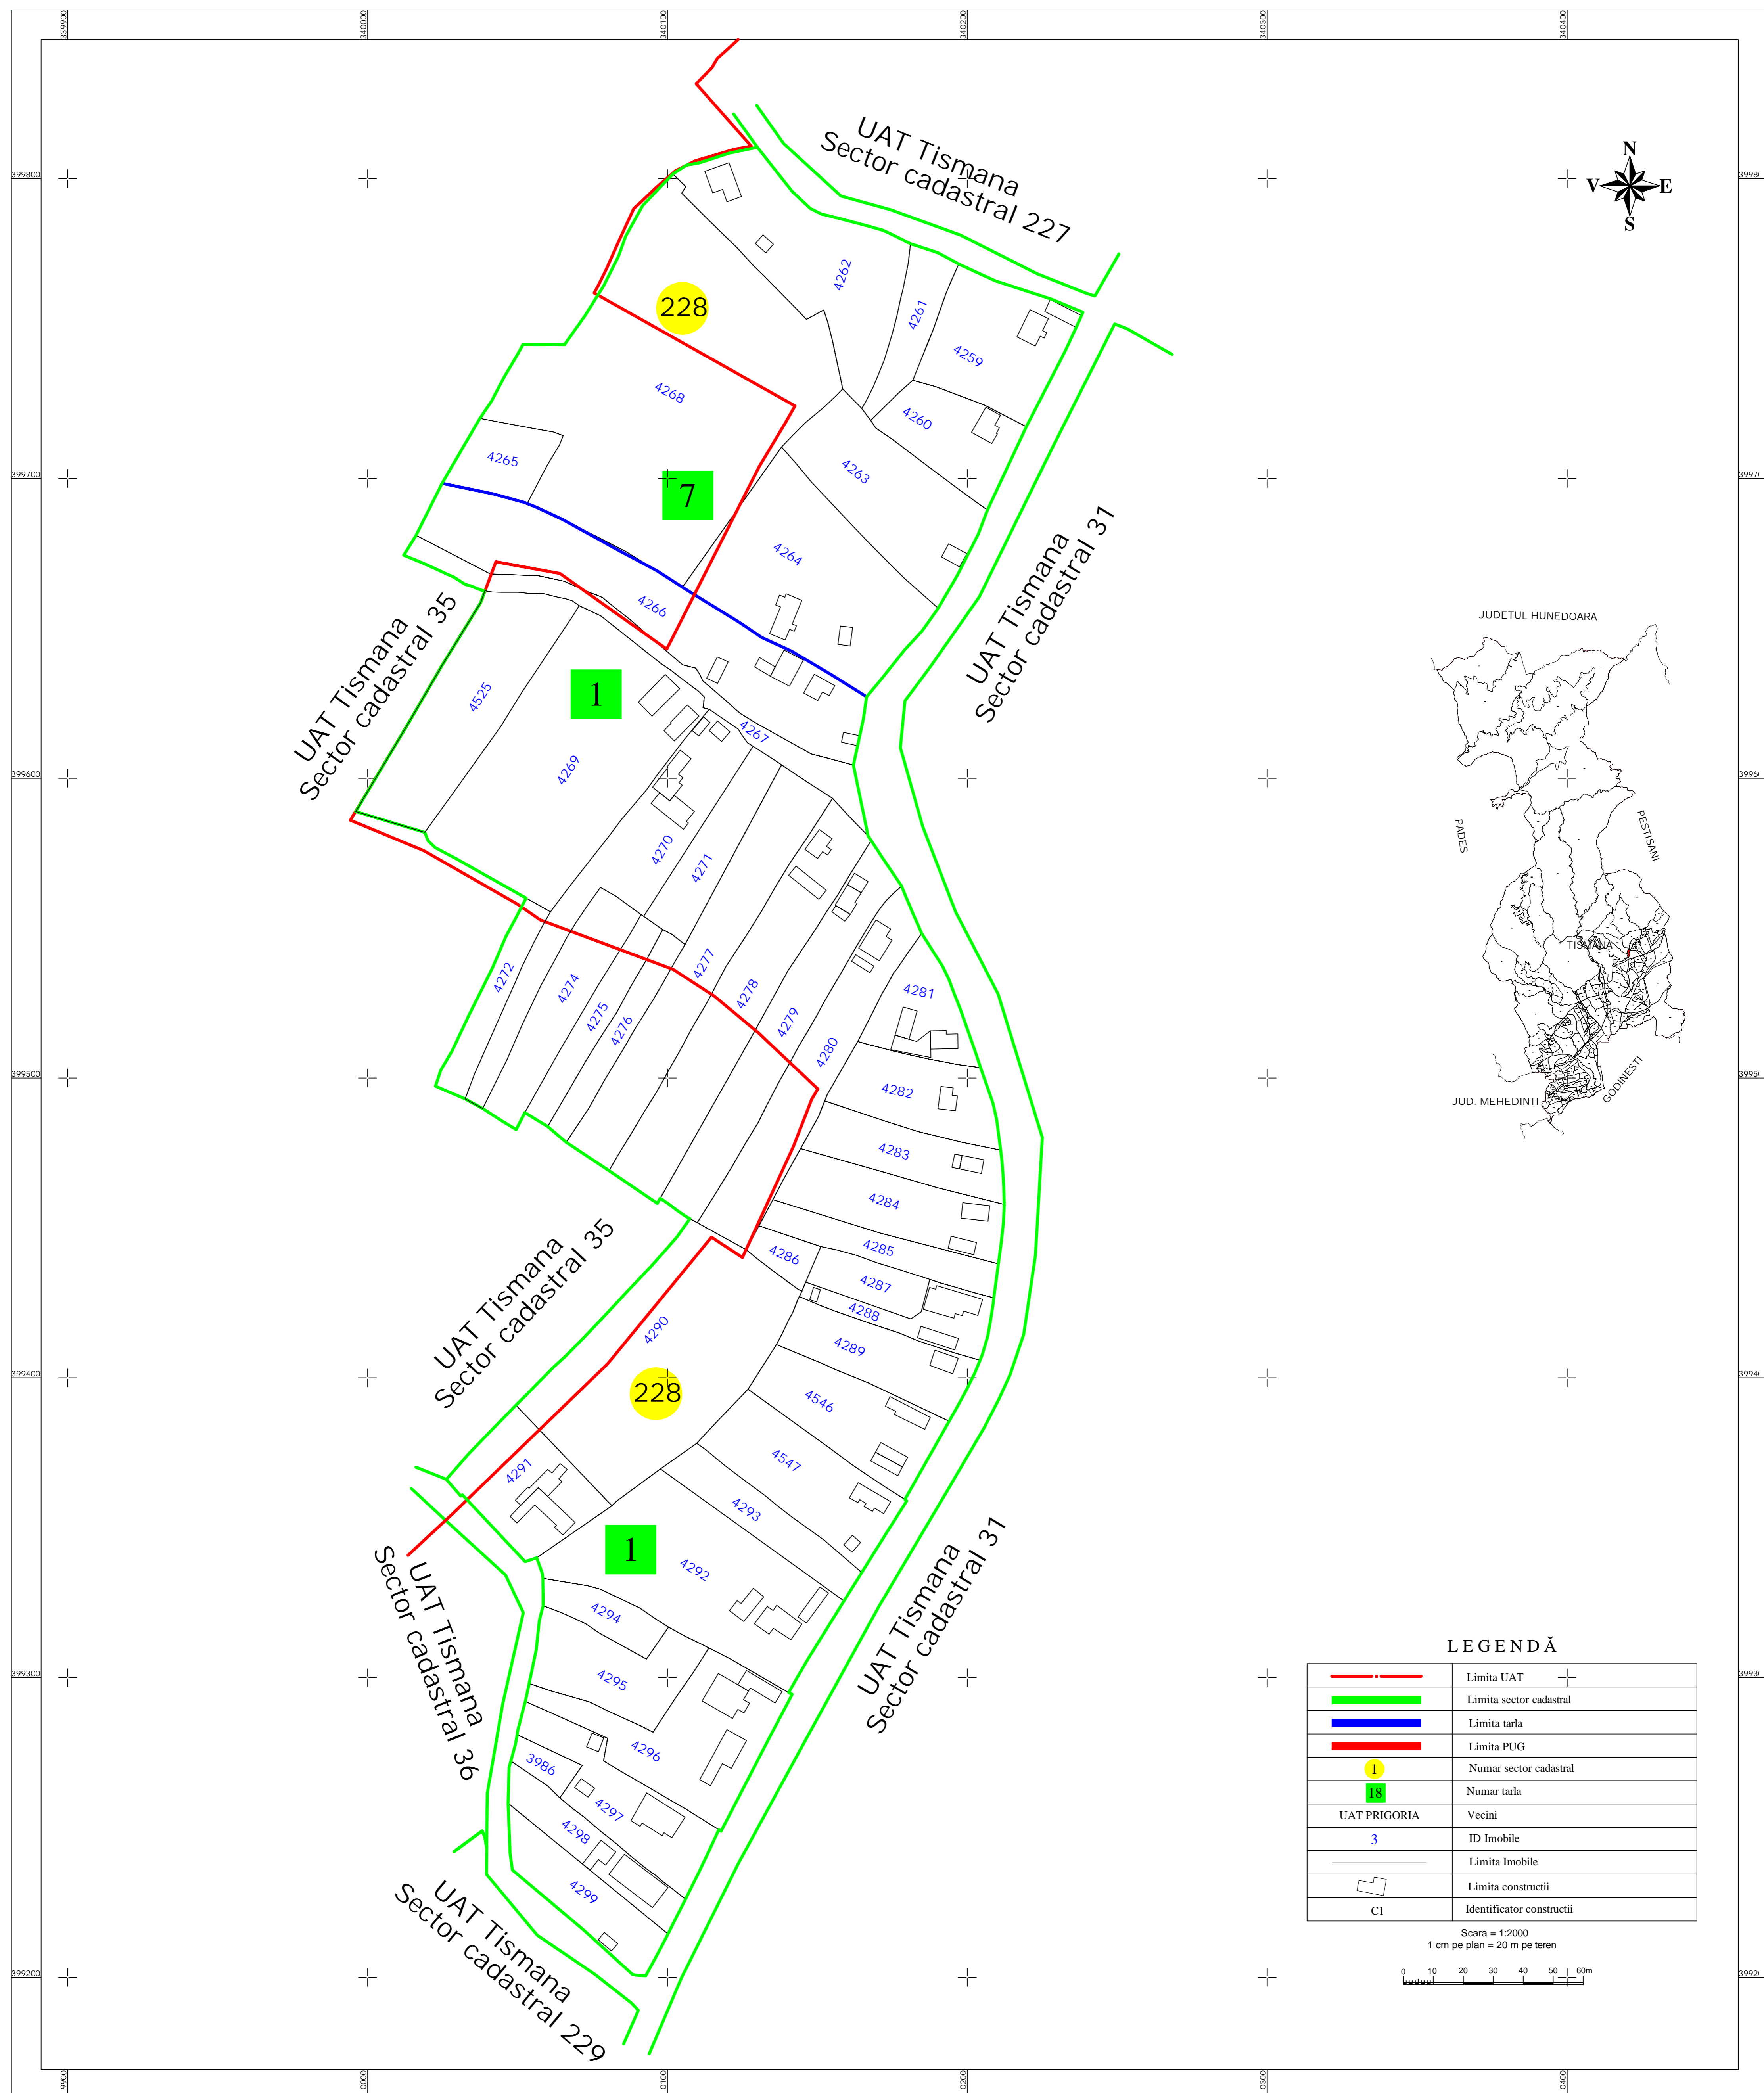 339900
340000
340100
340200
340300
340400
UAT Tismana
Sector cadastral 227
399800
N
V
E
S
4262
4261
228
4259
4268
4260
4265
4263
399700
7
4264
UAT Tismana
Sector cadastral 31
4266
UAT Tismana
Sector cadastral 35
1
4525
4267
4269
399600
4270
4271
4277
4272
4274
4278
4275
4276
4279
4281
4280
399500
4282
4283
4284
4285
4286
4287
4288
UAT Tismana
Sector cadastral 35
4290
4289
399400
228
4546
4291
4547
4293
1
4292
UAT Tismana
Sector cadastral 36
4294
UAT Tismana
Sector cadastral 31
399300
4295
4296
3986
4297
4298
4299
UAT Tismana
Sector cadastral 229
399200
JUDETUL HUNEDOARA
PADES
PESTISANI
TISMANA
GODINESTI
JUD. MEHEDINTI
LEGENDĂ
Limita UAT
Limita sector cadastral
Limita tarla
Limita PUG
1 Numar sector cadastral
18 Numar tarla
UAT PRIGORIA Vecini
3 ID Imobile
Limita Imobile
Limita constructii
C1 Identificator constructii
Scara = 1:2000
1 cm pe plan = 20 m pe teren
0 10 20 30 40 50 60m